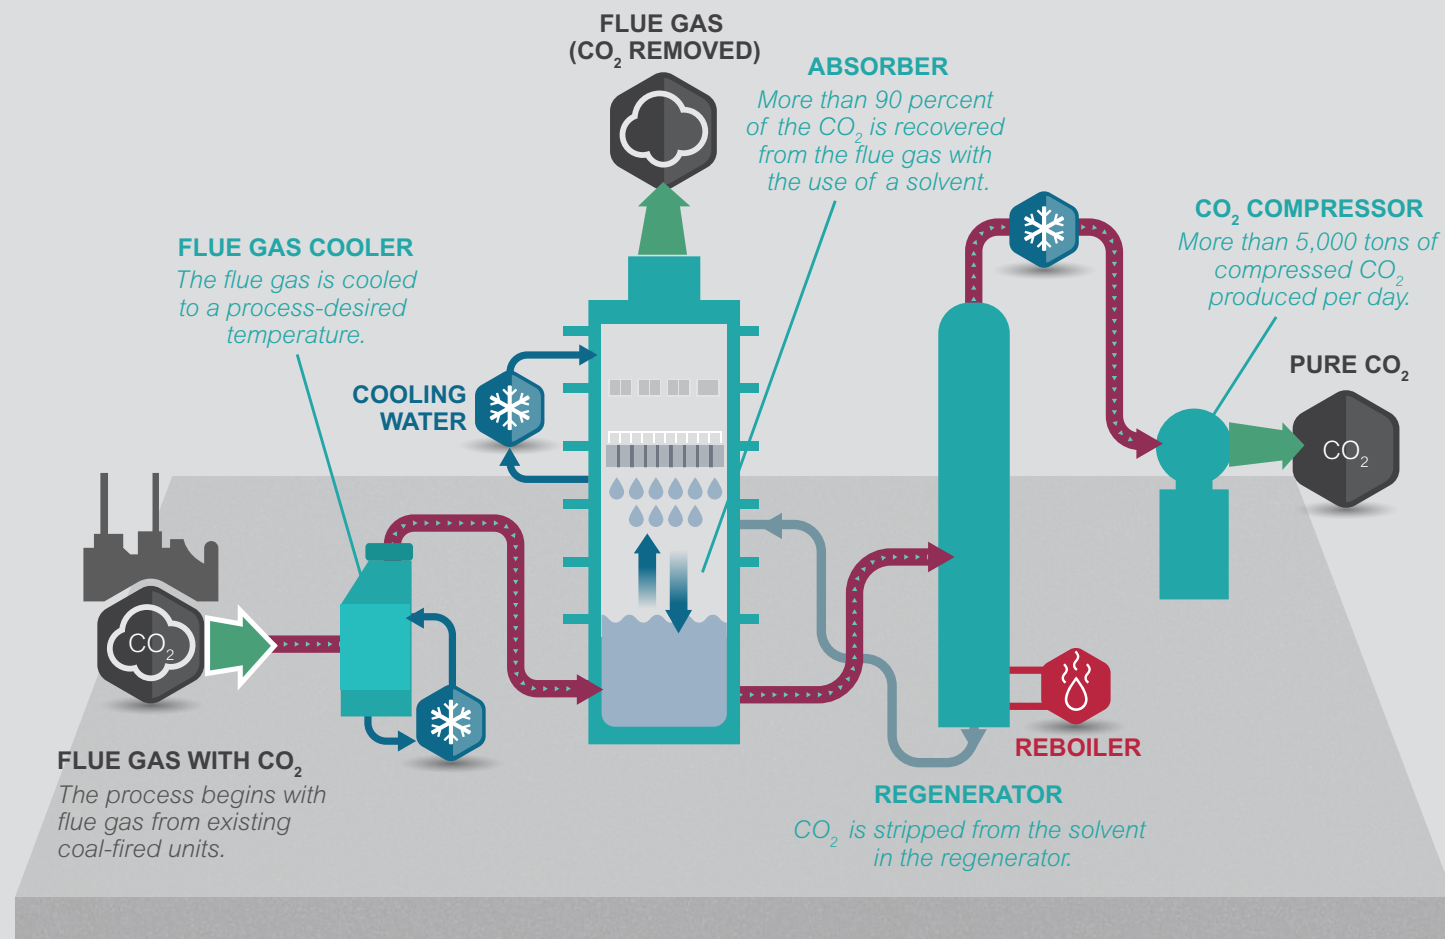 FLUE GAS
(CO₂ REMOVED)
ABSORBER
More than 90 percent
of the CO₂ is recovered
from the flue gas with
the use of a solvent.
CO₂ COMPRESSOR
More than 5,000 tons of
compressed CO₂
produced per day.
FLUE GAS COOLER
The flue gas is cooled
to a process-desired
temperature.
COOLING
WATER
PURE CO₂
CO₂
CO₂
FLUE GAS WITH CO₂
The process begins with
flue gas from existing
coal-fired units.
REBOILER
REGENERATOR
CO₂ is stripped from the solvent
in the regenerator.